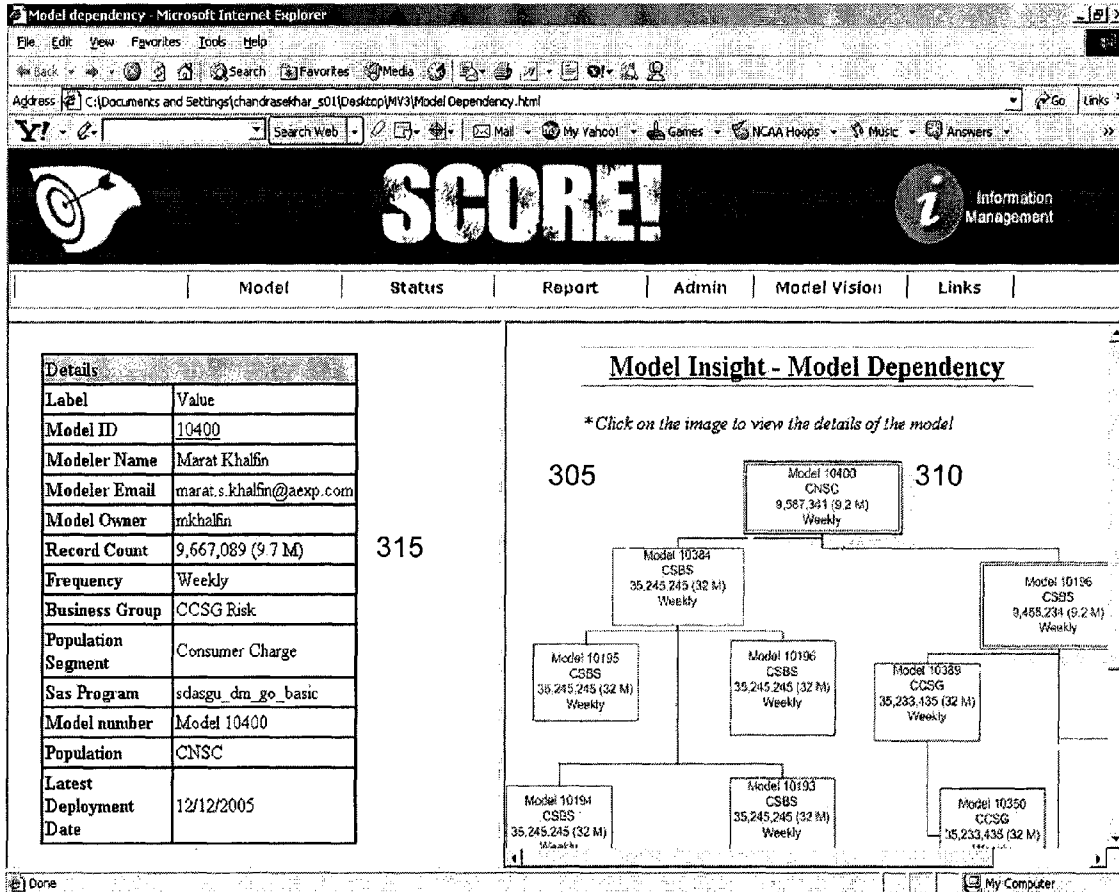 Model dependency - Microsoft Internet Explorer
File Edit View Favorites Tools Help
Back Search Favorites Media
Address C:\Documents and Settings\chandrasekhar_s01\Desktop\MV3\Model Dependency.html Go Links
Y! Search Web Mail My Yahoo! Games NCAA Hoops Music Answers
SCORE!
i Information
Management
Model Status Report Admin Model Vision Links
Details
Label Value
Model ID 10400
Modeler Name Marat Khalfin
Modeler Email marat.s.khalfin@aexp.com
Model Owner mkhalfin
Record Count 9,667,089 (9.7 M)
Frequency Weekly
Business Group CCSG Risk
Population
Segment Consumer Charge
Sas Program sdasgu_dm_go_basic
Model number Model 10400
Population CNSC
Latest
Deployment
Date 12/12/2005
315
Model Insight - Model Dependency
*Click on the image to view the details of the model
305
310
Model 10400
CNSC
9,587,341 (9.2 M)
Weekly
Model 10384
CSBS
35,245,245 (32 M)
Weekly
Model 10196
CSBS
9,455,234 (9.2 M)
Weekly
Model 10195
CSBS
35,245,245 (32 M)
Weekly
Model 10196
CSBS
35,245,245 (32 M)
Weekly
Model 10389
CCSG
35,233,435 (32 M)
Weekly
Model 10194
CSBS
35,245,245 (32 M)
Weekly
Model 10193
CSBS
35,245,245 (32 M)
Weekly
Model 10350
CCSG
35,233,435 (32 M)
Done
My Computer